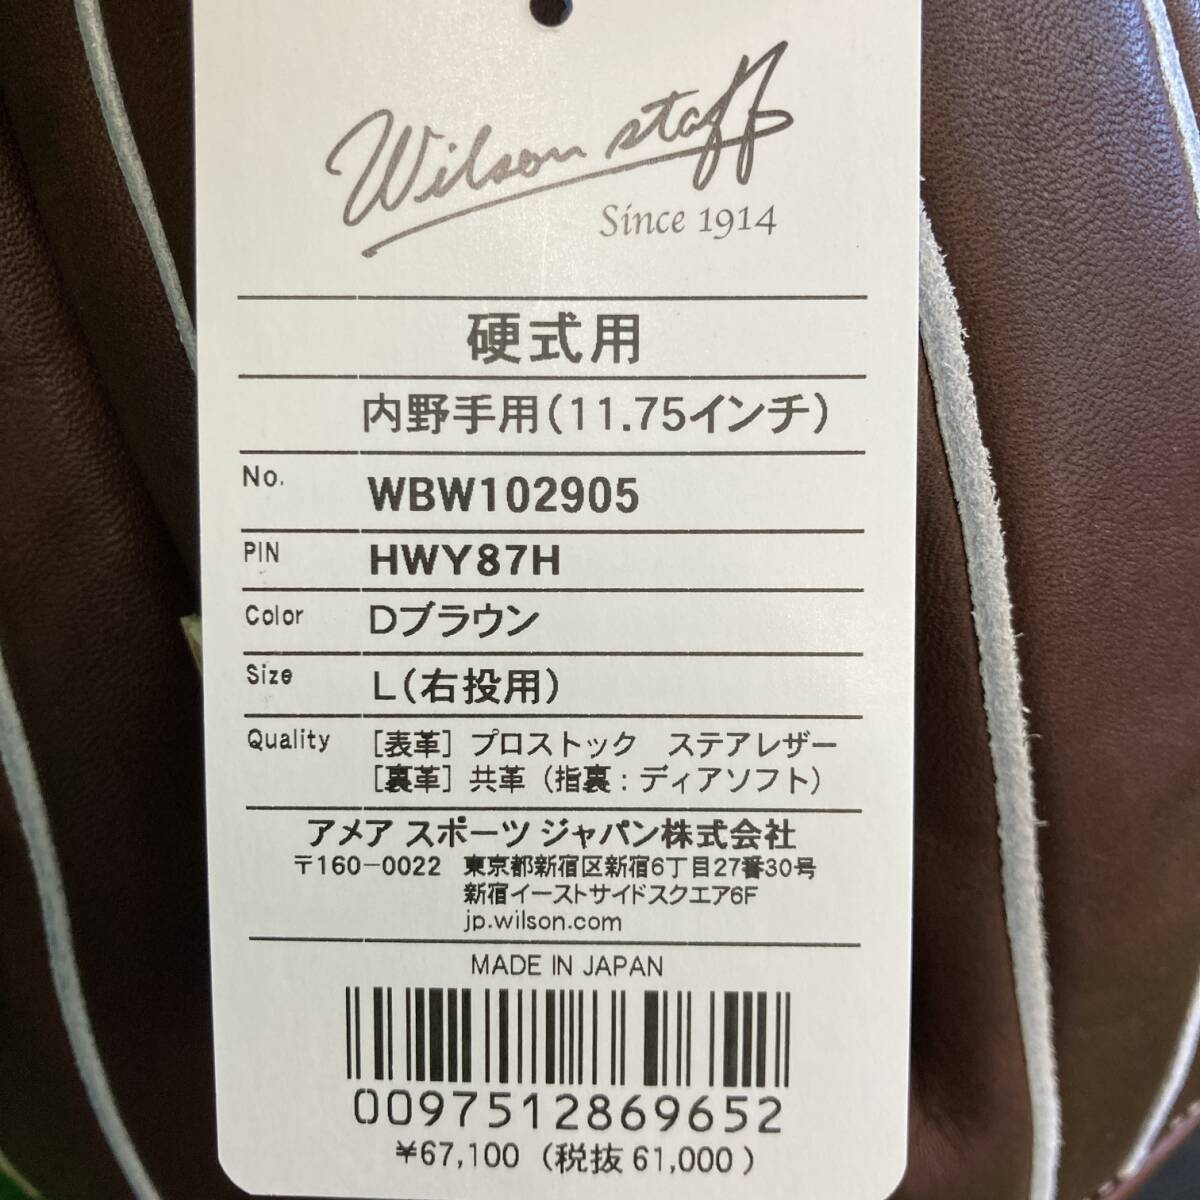 Wilson staff
Since 1914
硬式用
内野手用(11.75インチ)
No. WBW102905
PIN HWY87H
Color Dブラウン
Size L(右投用)
Quality [表革] プロストック ステアレザー
[裏革] 共革 (指裏:ディアソフト)
アメア スポーツ ジャパン株式会社
〒160-0022 東京都新宿区新宿6丁目27番30号
新宿イーストサイドスクエア6F
jp.wilson.com
MADE IN JAPAN
0097512869652
¥67,100 (税抜 61,000)